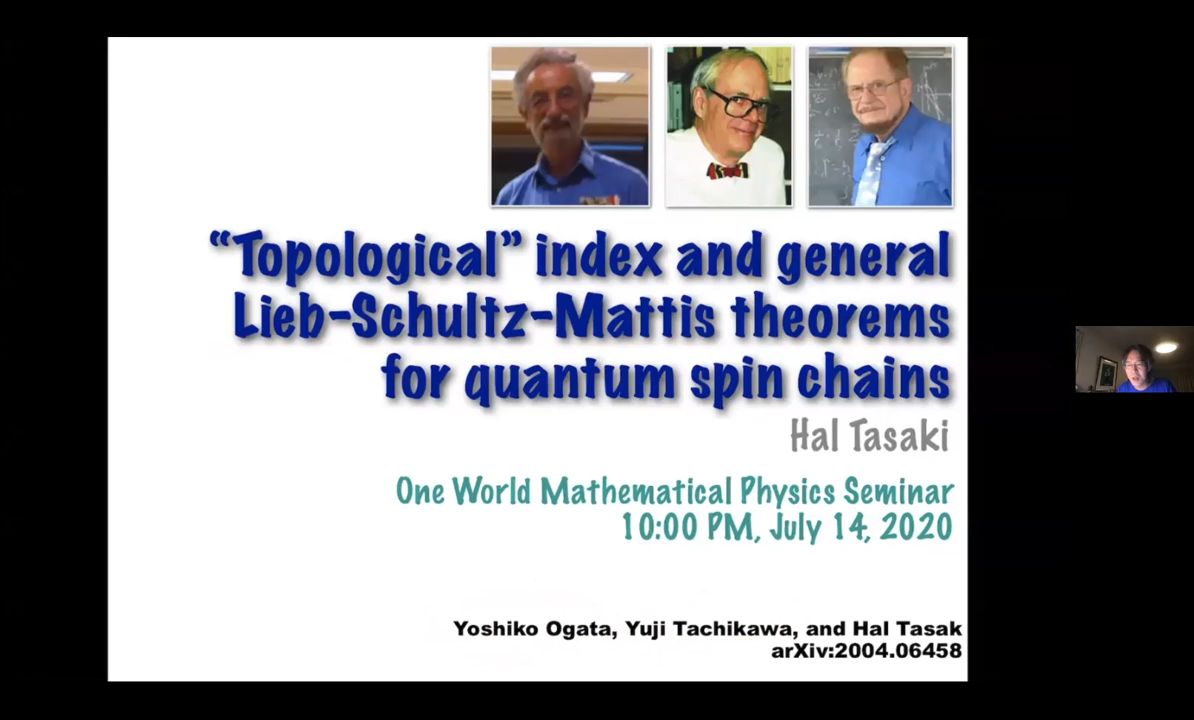 “Topological” index and general
Lieb-Schultz-Mattis theorems
for quantum spin chains
Hal Tasaki
One World Mathematical Physics Seminar
10:00 PM, July 14, 2020
Yoshiko Ogata, Yuji Tachikawa, and Hal Tasak
arXiv:2004.06458